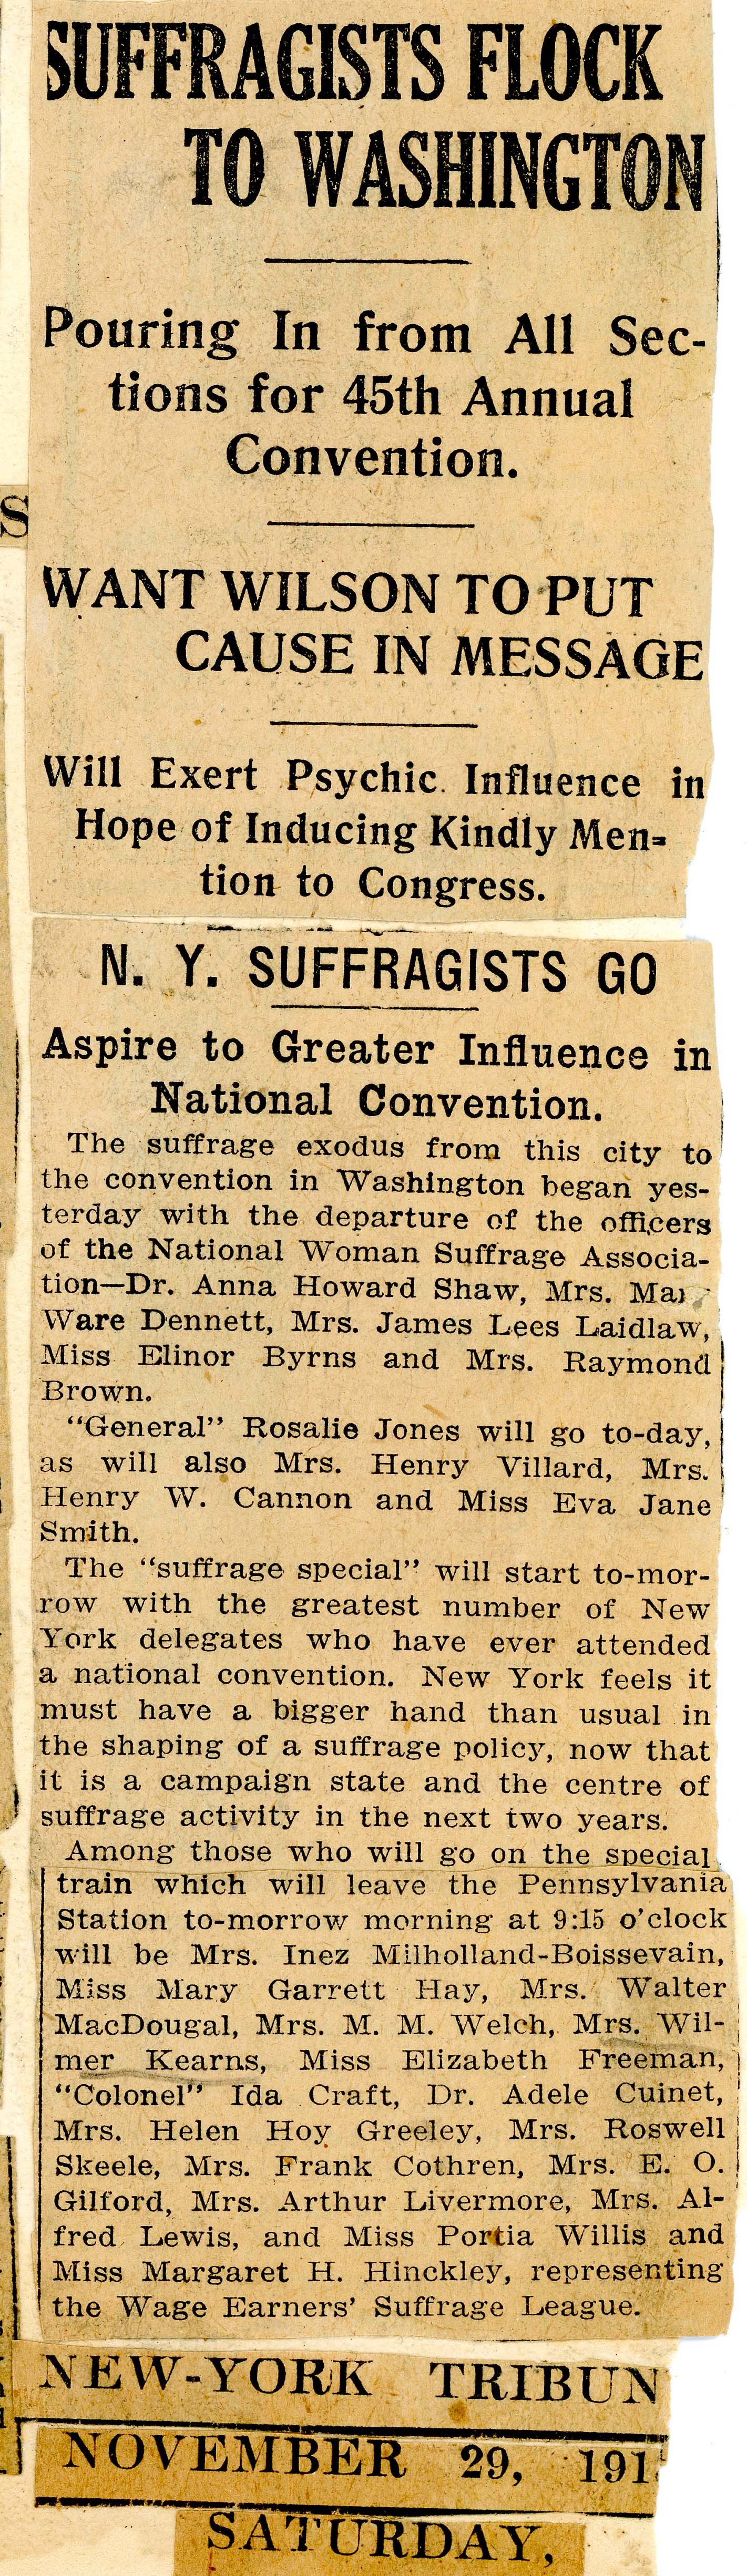 SUFFRAGISTS FLOCK
TO WASHINGTON
Pouring In from All Sec-
tions for 45th Annual
Convention.
S
WANT WILSON TO PUT
CAUSE IN MESSAGE
Will Exert Psychic Influence in
Hope of Inducing Kindly Men-
tion to Congress.
N. Y. SUFFRAGISTS GO
Aspire to Greater Influence in
National Convention.
The suffrage exodus from this city to
the convention in Washington began yes-
terday with the departure of the officers
of the National Woman Suffrage Associa-
tion—Dr. Anna Howard Shaw, Mrs.
Ware Dennett, Mrs. James Lees Laidlaw,
Miss Elinor Byrns and Mrs. Raymond
Brown.
"General" Rosalie Jones will go to-day,
as will also Mrs. Henry Villard, Mrs.
Henry W. Cannon and Miss Eva Jane
Smith.
The "suffrage special" will start to-mor-
row with the greatest number of New
York delegates who have ever attended
a national convention. New York feels it
must have a bigger hand than usual in
the shaping of a suffrage policy, now that
it is a campaign state and the centre of
suffrage activity in the next two years.
Among those who will go on the special
train which will leave the Pennsylvania
Station to-morrow morning at 9:15 o'clock
will be Mrs. Inez Milholland-Boissevain,
Miss Mary Garrett Hay, Mrs. Walter
MacDougal, Mrs. M. M. Welch, Mrs. Wil-
mer Kearns, Miss Elizabeth Freeman,
"Colonel" Ida Craft, Dr. Adele Cuinet,
Mrs. Helen Hoy Greeley, Mrs. Roswell
Skeele, Mrs. Frank Cothren, Mrs. E. O.
Gilford, Mrs. Arthur Livermore, Mrs. Al-
fred Lewis, and Miss Portia Willis and
Miss Margaret H. Hinckley, representing
the Wage Earners' Suffrage League.
NEW-YORK TRIBUN
NOVEMBER 29, 191
SATURDAY,